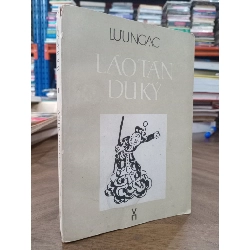 LƯU NGẠC
LÃO TÀN
DU KÝ